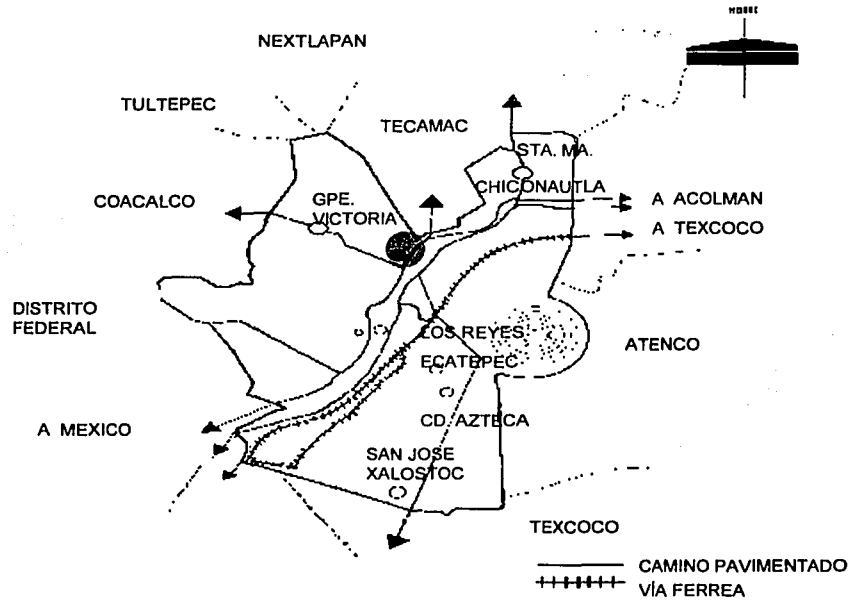 NORTE
NEXTLAPAN
TULTEPEC
TECAMAC
STA. MA.
CHICONAUTLA
COACALCO
GPE.
VICTORIA
A ACOLMAN
A TEXCOCO
DISTRITO
FEDERAL
LOS REYES
ECATEPEC
ATENCO
CD. AZTECA
A MEXICO
SAN JOSE
XALOSTOC
TEXCOCO
CAMINO PAVIMENTADO
VÍA FERREA